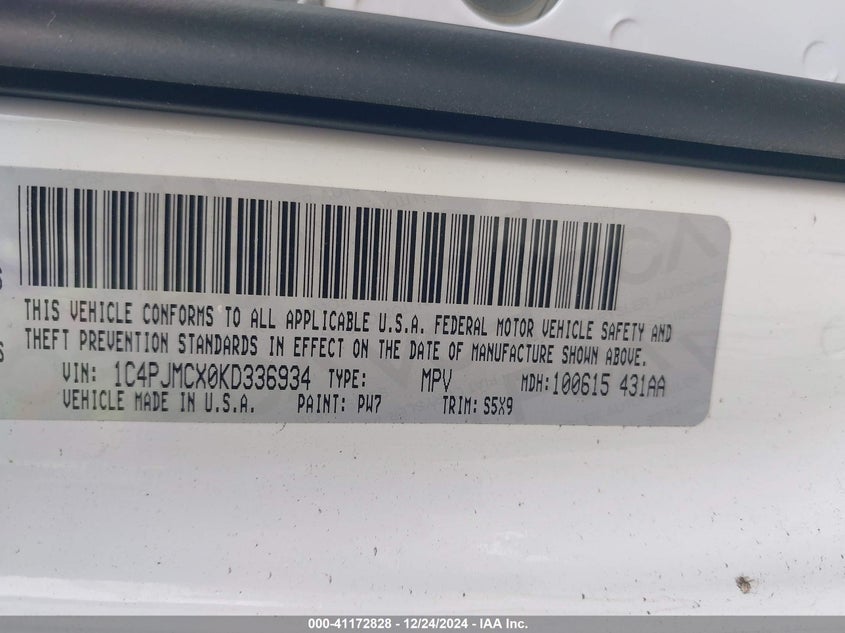 THIS VEHICLE CONFORMS TO ALL APPLICABLE U.S.A. FEDERAL MOTOR VEHICLE SAFETY AND
THEFT PREVENTION STANDARDS IN EFFECT ON THE DATE OF MANUFACTURE SHOWN ABOVE.
VIN: 1C4PJMCX0KD336934 TYPE: MPV MDH: 100615 431AA
VEHICLE MADE IN U.S.A. PAINT: PW7 TRIM: S5X9
000-41172828 - 12/24/2024 - IAA Inc.